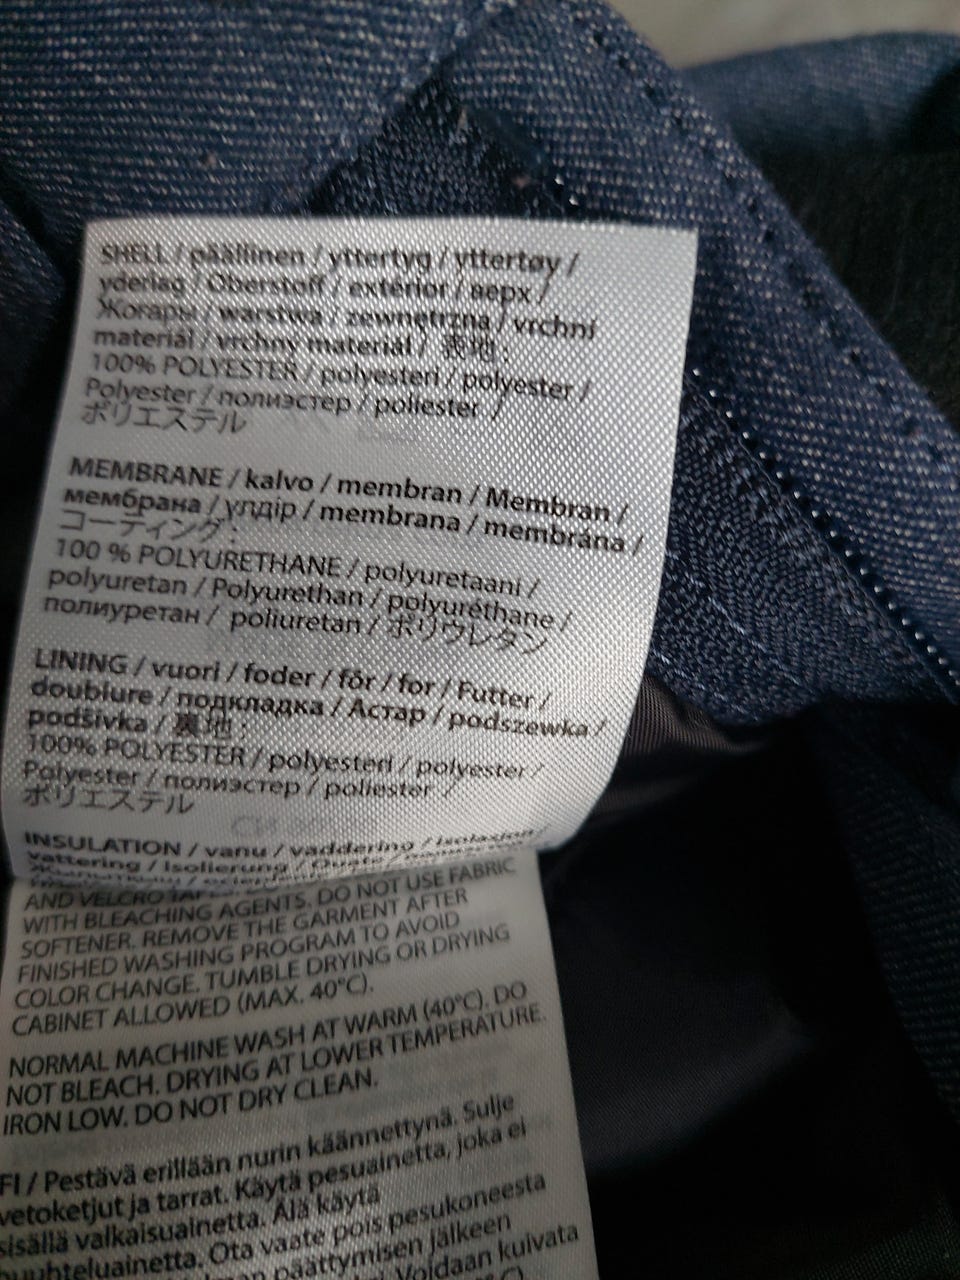 SHELL / päällinen / yttertyg / yttertøy /
yderlag / Oberstoff / extérior / верх /
Жоғары / warstwa / zewnętrzna / vrchní
materiál / vrchný materiál / 表地 :
100% POLYESTER / polyesteri / polyester /
Polyester / полиэстер / poliester /
ポリエステル
MEMBRANE / kalvo / membran / Membran /
мембрана / үлдір / membrana / membrána /
コーティング :
100 % POLYURETHANE / polyuretaani /
polyuretan / Polyurethan / polyuréthane /
полиуретан / poliuretan / ポリウレタン
LINING / vuori / foder / fôr / for / Futter /
doublure / подкладка / Астар / podszewka /
podšívka / 裏地 :
100% POLYESTER / polyesteri / polyester /
Polyester / полиэстер / poliester /
ポリエステル
INSULATION / vanu / vaddering / isolasjon /
vattering / Isolierung / Ouate /
AND VELCRO
WITH BLEACHING AGENTS. DO NOT USE FABRIC
SOFTENER. REMOVE THE GARMENT AFTER
FINISHED WASHING PROGRAM TO AVOID
COLOR CHANGE. TUMBLE DRYING OR DRYING
CABINET ALLOWED (MAX. 40°C).
NORMAL MACHINE WASH AT WARM (40°C). DO
NOT BLEACH. DRYING AT LOWER TEMPERATURE.
IRON LOW. DO NOT DRY CLEAN.
FI / Pestävä erillään nurin käännettynä. Sulje
vetoketjut ja tarrat. Käytä pesuainetta, joka ei
sisällä valkaisuainetta. Älä käytä
huuhteluainetta. Ota vaate pois pesukoneesta
päättymisen jälkeen
Voidaan kuivata